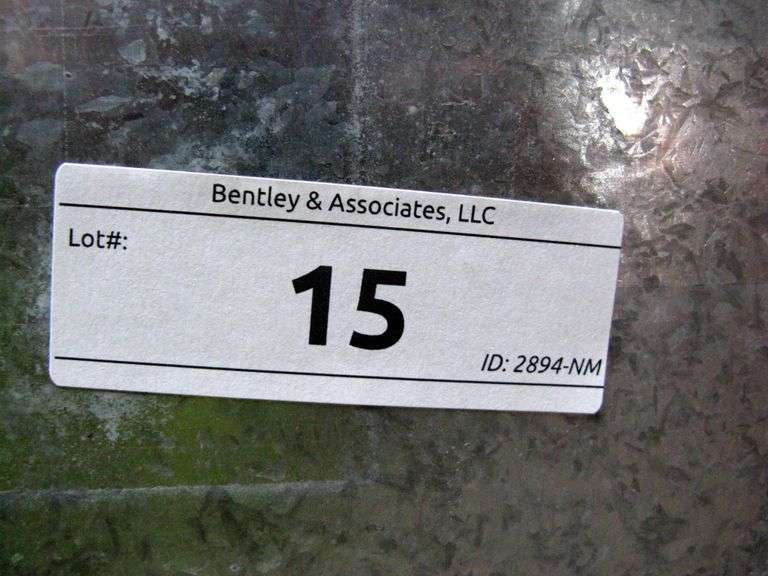 Bentley & Associates, LLC
Lot#:
15
ID: 2894-NM